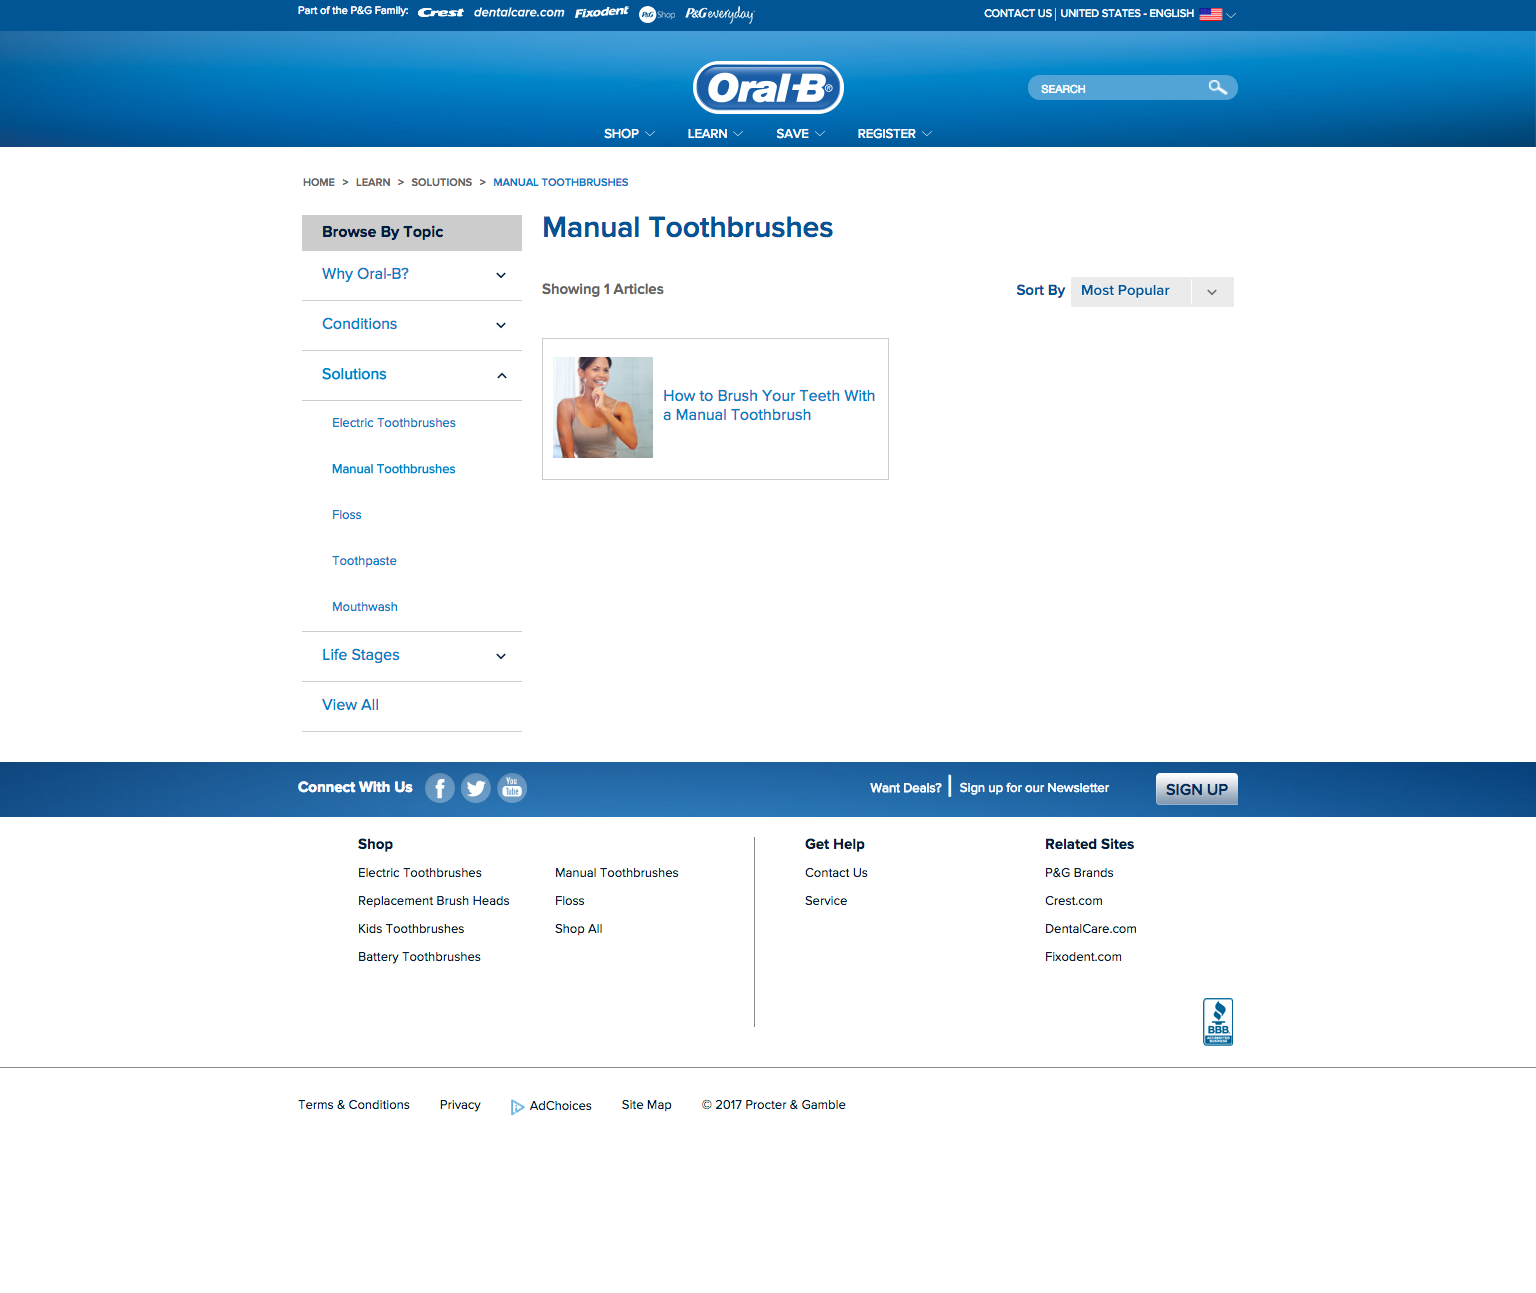 Part of the P&G Family: Crest dentalcare.com Fixodent P&G Shop P&G everyday
CONTACT US | UNITED STATES - ENGLISH
Oral-B®
SEARCH
SHOP LEARN SAVE REGISTER
HOME > LEARN > SOLUTIONS > MANUAL TOOTHBRUSHES
Browse By Topic
Why Oral-B?
Conditions
Solutions
Electric Toothbrushes
Manual Toothbrushes
Floss
Toothpaste
Mouthwash
Life Stages
View All
Manual Toothbrushes
Showing 1 Articles
Sort By Most Popular
How to Brush Your Teeth With
a Manual Toothbrush
Connect With Us
You
Tube
Want Deals? | Sign up for our Newsletter
SIGN UP
Shop
Electric Toothbrushes
Replacement Brush Heads
Kids Toothbrushes
Battery Toothbrushes
Manual Toothbrushes
Floss
Shop All
Get Help
Contact Us
Service
Related Sites
P&G Brands
Crest.com
DentalCare.com
Fixodent.com
BBB.
ACCREDITED
BUSINESS
Terms & Conditions Privacy AdChoices Site Map © 2017 Procter & Gamble